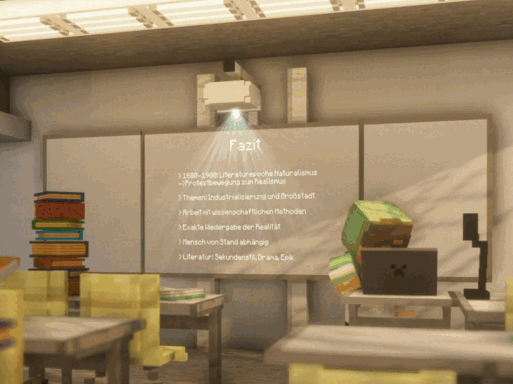 Fazit
> 1880-1900: Literaturepoche Naturalismus
-> Protestbewegung zum Realismus
> Themen: Industrialisierung und Großstadt
> Arbeit mit wissenschaftlichen Methoden
> Exakte Wiedergabe der Realität
> Mensch von Stand abhängig
> Literatur: Sekundenstil, Drama, Epik